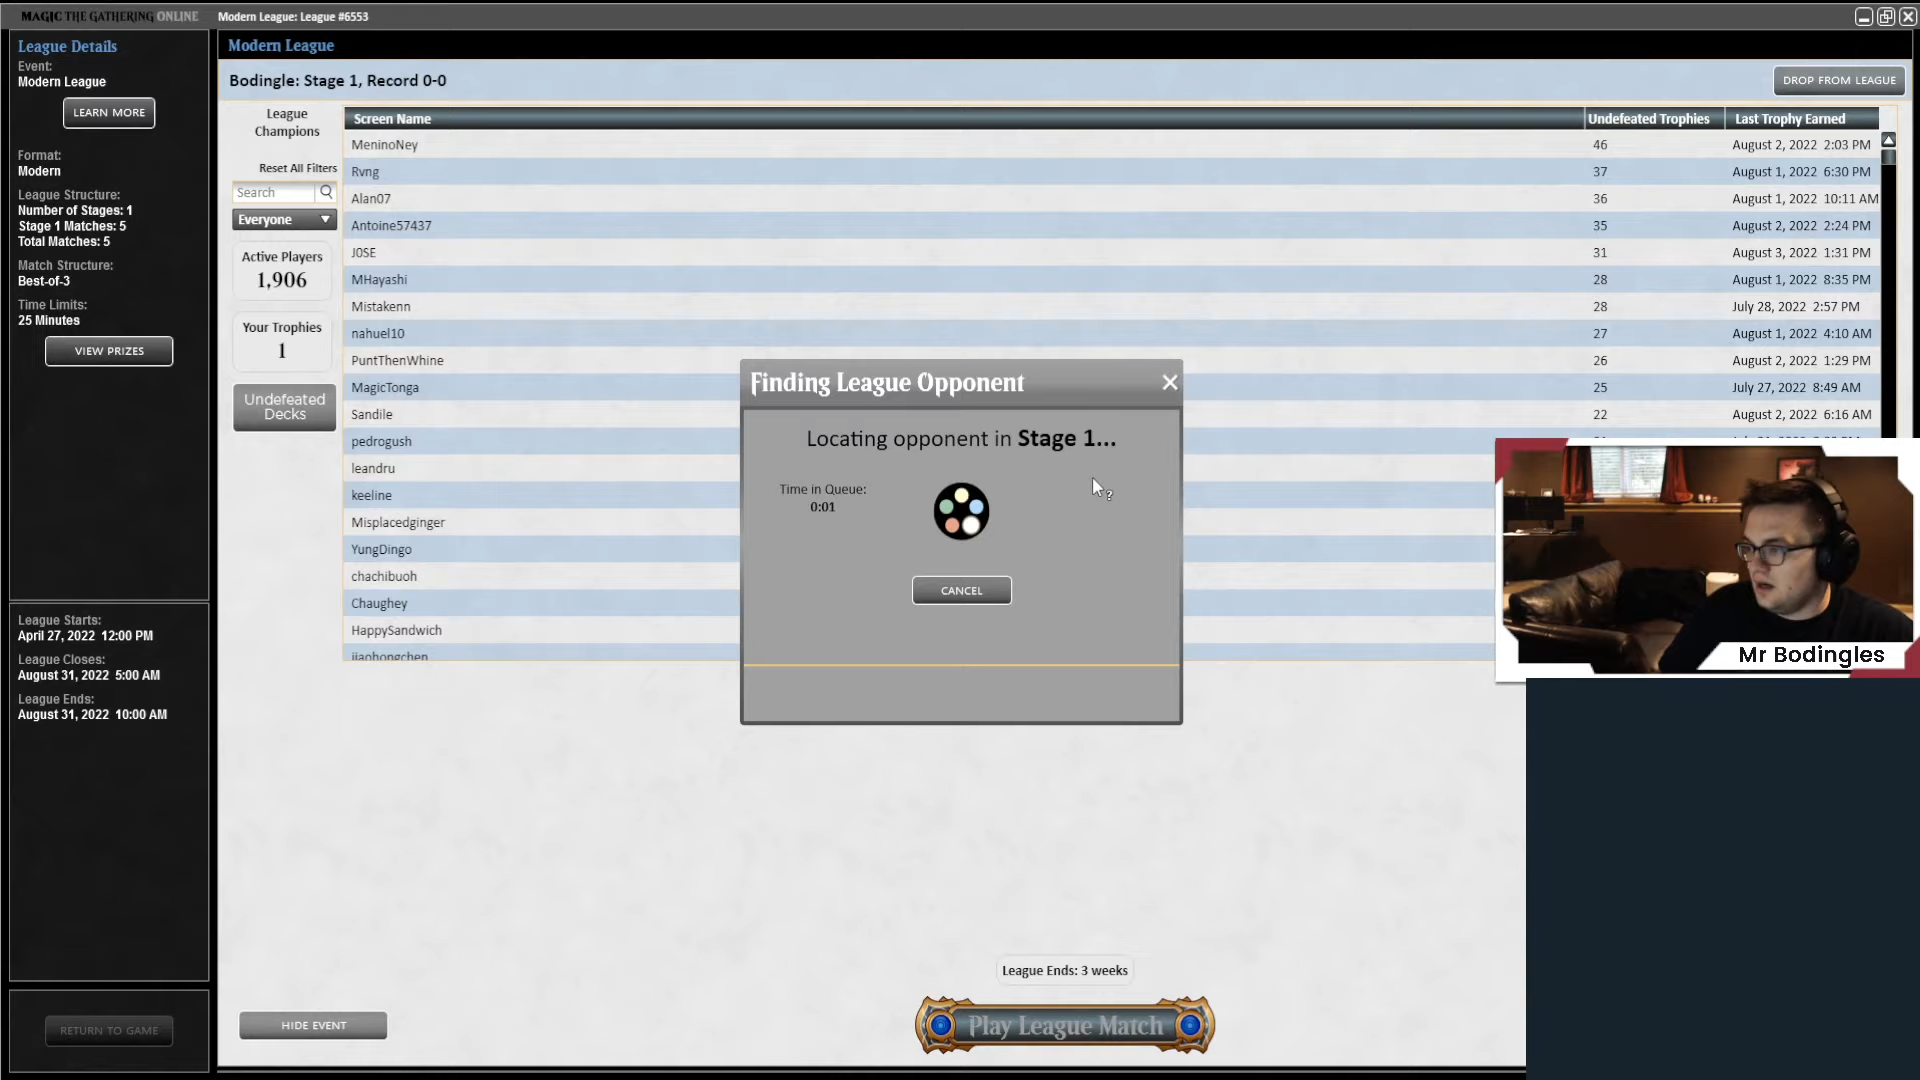 MAGIC THE GATHERING ONLINE
Modern League: League #6553
League Details
Event:
Modern League
LEARN MORE
Format:
Modern
League Structure:
Number of Stages: 1
Stage 1 Matches: 5
Total Matches: 5
Match Structure:
Best-of-3
Time Limits:
25 Minutes
VIEW PRIZES
League Starts:
April 27, 2022 12:00 PM
League Closes:
August 31, 2022 5:00 AM
League Ends:
August 31, 2022 10:00 AM
RETURN TO GAME
Modern League
Bodingle: Stage 1, Record 0-0
DROP FROM LEAGUE
League
Champions
Reset All Filters
Search
Everyone
Active Players
1,906
Your Trophies
1
Undefeated
Decks
Screen Name Undefeated Trophies Last Trophy Earned
MeninoNey 46 August 2, 2022 2:03 PM
Rvng 37 August 1, 2022 6:30 PM
Alan07 36 August 1, 2022 10:11 AM
Antoine57437 35 August 2, 2022 2:24 PM
J0SE 31 August 3, 2022 1:31 PM
MHayashi 28 August 1, 2022 8:35 PM
Mistakenn 28 July 28, 2022 2:57 PM
nahuel10 27 August 1, 2022 4:10 AM
PuntThenWhine 26 August 2, 2022 1:29 PM
MagicTonga 25 July 27, 2022 8:49 AM
Sandile 22 August 2, 2022 6:16 AM
pedrogush
leandru
keeline
Misplacedginger
YungDingo
chachibuoh
Chaughey
HappySandwich
jiaohongchen
Finding League Opponent
Locating opponent in Stage 1...
Time in Queue:
0:01
CANCEL
Mr Bodingles
League Ends: 3 weeks
HIDE EVENT
Play League Match